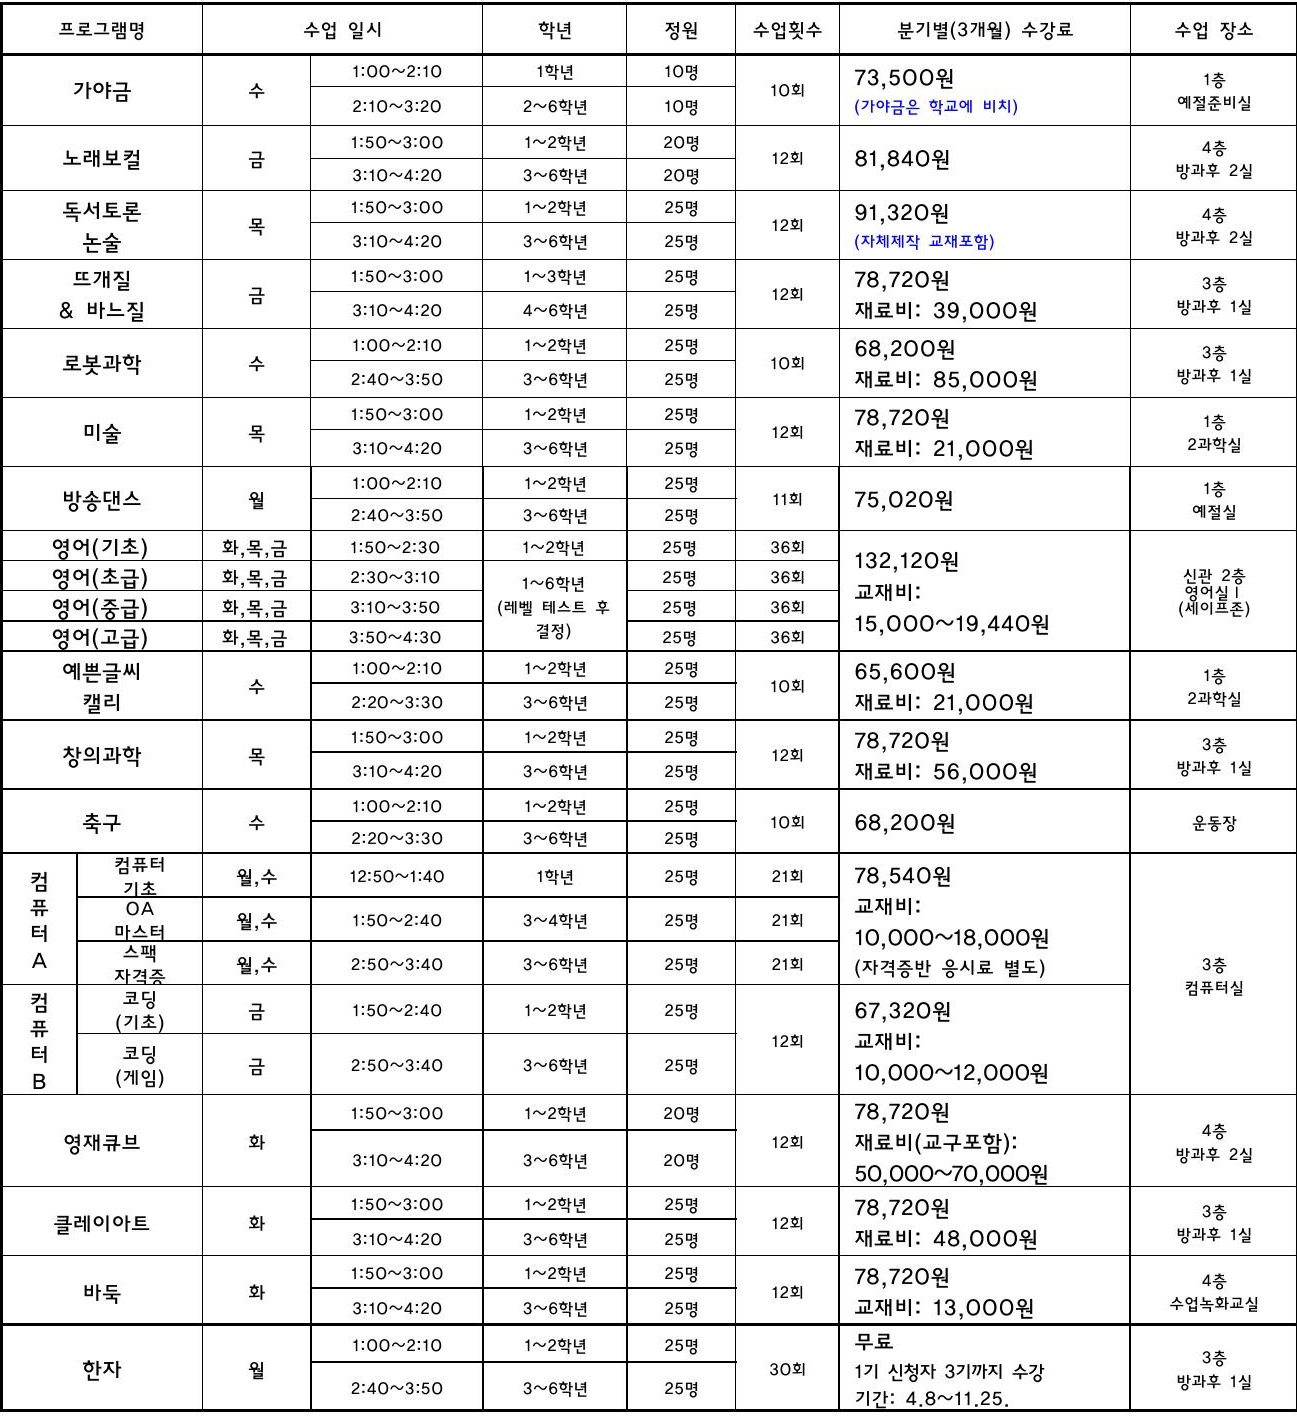 프로그램명 수업 일시 학년 정원 수업횟수 분기별(3개월) 수강료 수업 장소
가야금 수 1:00~2:10 1학년 10명 10회 73,500원 1층
2:10~3:20 2~6학년 10명 (가야금은 학교에 비치) 예절준비실
노래보컬 금 1:50~3:00 1~2학년 20명 12회 81,840원 4층
3:10~4:20 3~6학년 20명 방과후 2실
독서토론 목 1:50~3:00 1~2학년 25명 12회 91,320원 4층
논술 3:10~4:20 3~6학년 25명 (자체제작 교재포함) 방과후 2실
뜨개질 금 1:50~3:00 1~3학년 25명 12회 78,720원 3층
& 바느질 3:10~4:20 4~6학년 25명 재료비: 39,000원 방과후 1실
로봇과학 수 1:00~2:10 1~2학년 25명 10회 68,200원 3층
2:40~3:50 3~6학년 25명 재료비: 85,000원 방과후 1실
미술 목 1:50~3:00 1~2학년 25명 12회 78,720원 1층
3:10~4:20 3~6학년 25명 재료비: 21,000원 2과학실
방송댄스 월 1:00~2:10 1~2학년 25명 11회 75,020원 1층
2:40~3:50 3~6학년 25명 예절실
영어(기초) 화,목,금 1:50~2:30 1~2학년 25명 36회 132,120원 신관 2층
영어(초급) 화,목,금 2:30~3:10 1~6학년 25명 36회 교재비: 영어실Ⅰ
영어(중급) 화,목,금 3:10~3:50 (레벨 테스트 후 25명 36회 15,000~19,440원 (세이프존)
영어(고급) 화,목,금 3:50~4:30 결정) 25명 36회
예쁜글씨 수 1:00~2:10 1~2학년 25명 10회 65,600원 1층
캘리 2:20~3:30 3~6학년 25명 재료비: 21,000원 2과학실
창의과학 목 1:50~3:00 1~2학년 25명 12회 78,720원 3층
3:10~4:20 3~6학년 25명 재료비: 56,000원 방과후 1실
축구 수 1:00~2:10 1~2학년 25명 10회 68,200원 운동장
2:20~3:30 3~6학년 25명
컴퓨터A 컴퓨터 기초 월,수 12:50~1:40 1학년 25명 21회 78,540원 3층
OA 마스터 월,수 1:50~2:40 3~4학년 25명 21회 교재비: 컴퓨터실
10,000~18,000원
스팩 자격증 월,수 2:50~3:40 3~6학년 25명 21회 (자격증반 응시료 별도)
컴퓨터B 코딩 (기초) 금 1:50~2:40 1~2학년 25명 12회 67,320원
교재비:
코딩 (게임) 금 2:50~3:40 3~6학년 25명 10,000~12,000원
영재큐브 화 1:50~3:00 1~2학년 20명 12회 78,720원 4층
재료비(교구포함): 방과후 2실
3:10~4:20 3~6학년 20명 50,000~70,000원
클레이아트 화 1:50~3:00 1~2학년 25명 12회 78,720원 3층
3:10~4:20 3~6학년 25명 재료비: 48,000원 방과후 1실
바둑 화 1:50~3:00 1~2학년 25명 12회 78,720원 4층
3:10~4:20 3~6학년 25명 교재비: 13,000원 수업녹화교실
한자 월 1:00~2:10 1~2학년 25명 30회 무료 3층
1기 신청자 3기까지 수강 방과후 1실
2:40~3:50 3~6학년 25명 기간: 4.8~11.25.